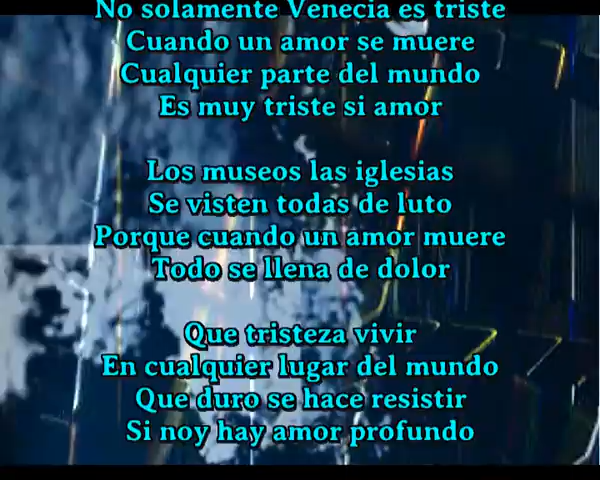 No solamente Venecia es triste
Cuando un amor se muere
Cualquier parte del mundo
Es muy triste si amor
Los museos las iglesias
Se visten todas de luto
Porque cuando un amor muere
Todo se llena de dolor
Que tristeza vivir
En cualquier lugar del mundo
Que duro se hace resistir
Si noy hay amor profundo